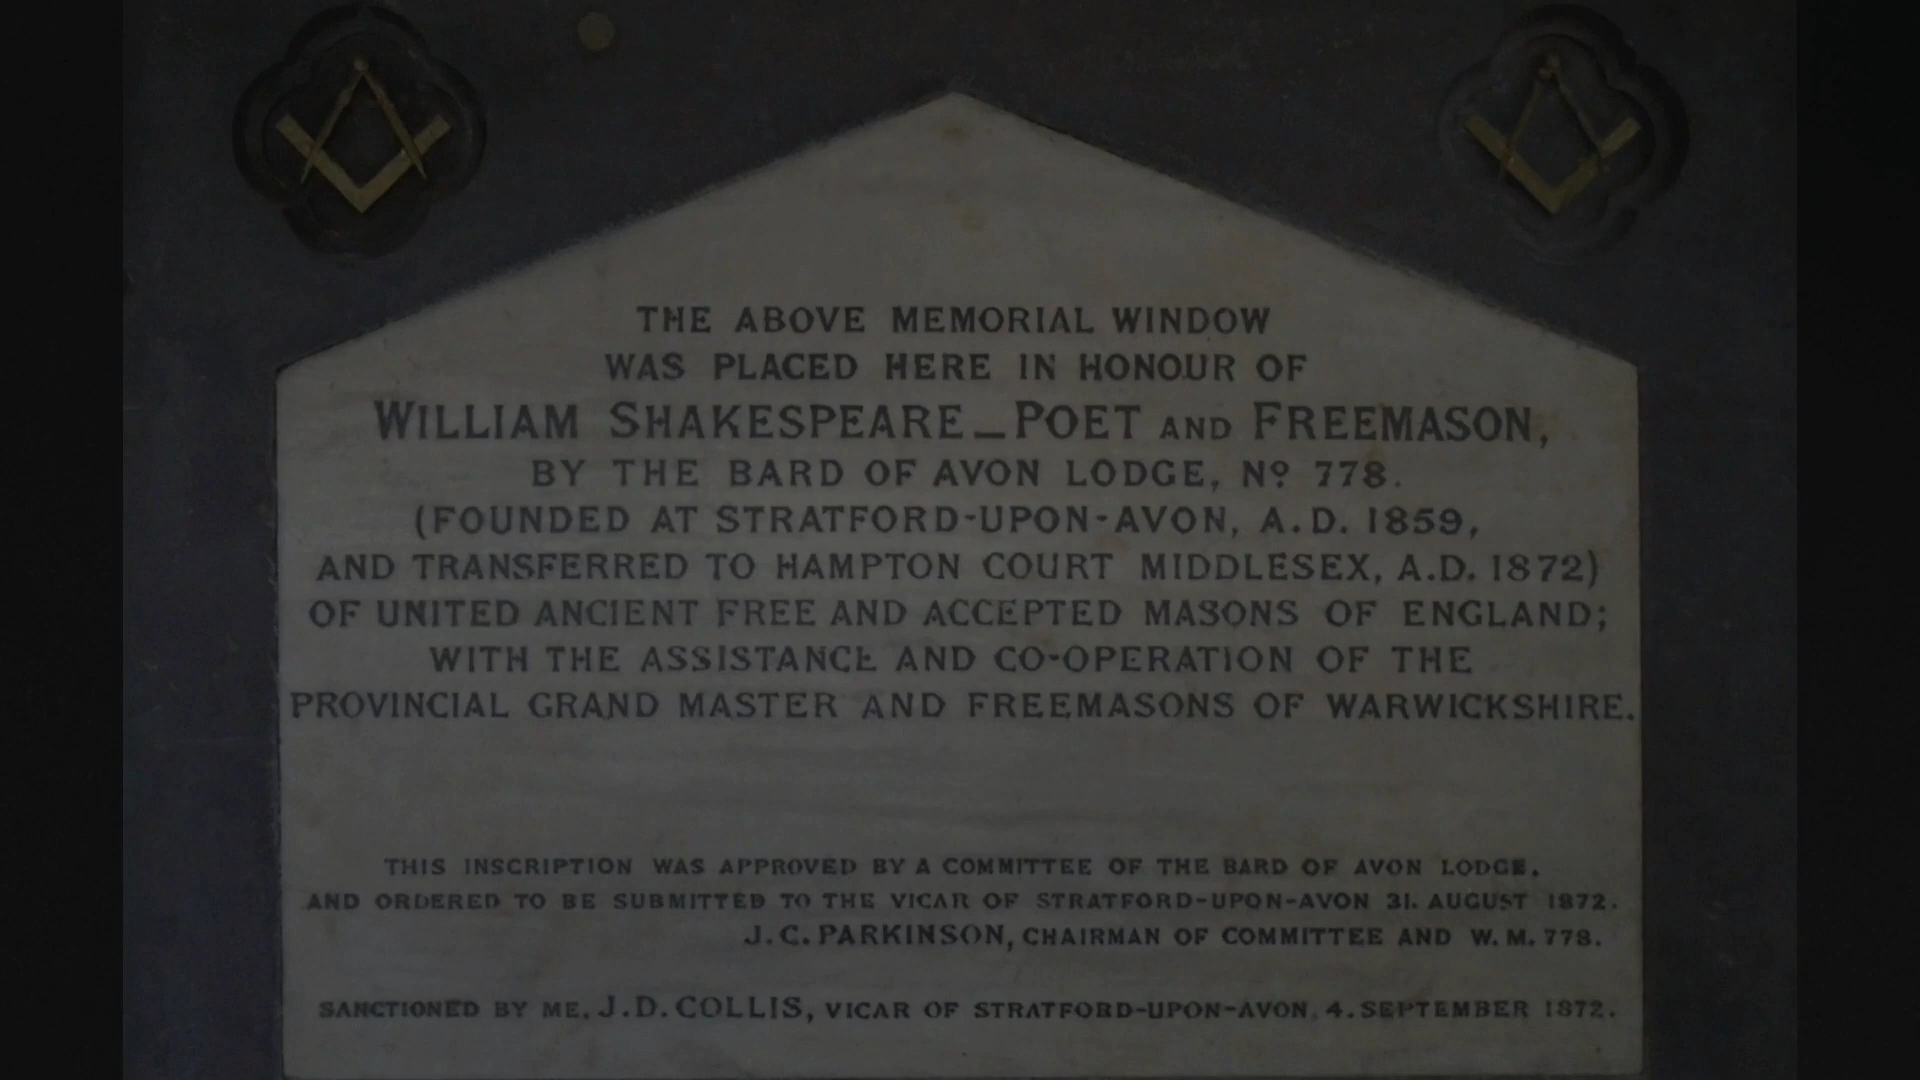 THE ABOVE MEMORIAL WINDOW
WAS PLACED HERE IN HONOUR OF
WILLIAM SHAKESPEARE_POET AND FREEMASON,
BY THE BARD OF AVON LODGE, Nº 778.
(FOUNDED AT STRATFORD-UPON-AVON, A.D. 1859,
AND TRANSFERRED TO HAMPTON COURT MIDDLESEX, A.D. 1872)
OF UNITED ANCIENT FREE AND ACCEPTED MASONS OF ENGLAND;
WITH THE ASSISTANCE AND CO-OPERATION OF THE
PROVINCIAL GRAND MASTER AND FREEMASONS OF WARWICKSHIRE.
THIS INSCRIPTION WAS APPROVED BY A COMMITTEE OF THE BARD OF AVON LODGE.
AND ORDERED TO BE SUBMITTED TO THE VICAR OF STRATFORD-UPON-AVON 31. AUGUST 1872.
J.C. PARKINSON, CHAIRMAN OF COMMITTEE AND W.M. 778.
SANCTIONED BY ME, J.D. COLLIS, VICAR OF STRATFORD-UPON-AVON, 4. SEPTEMBER 1872.